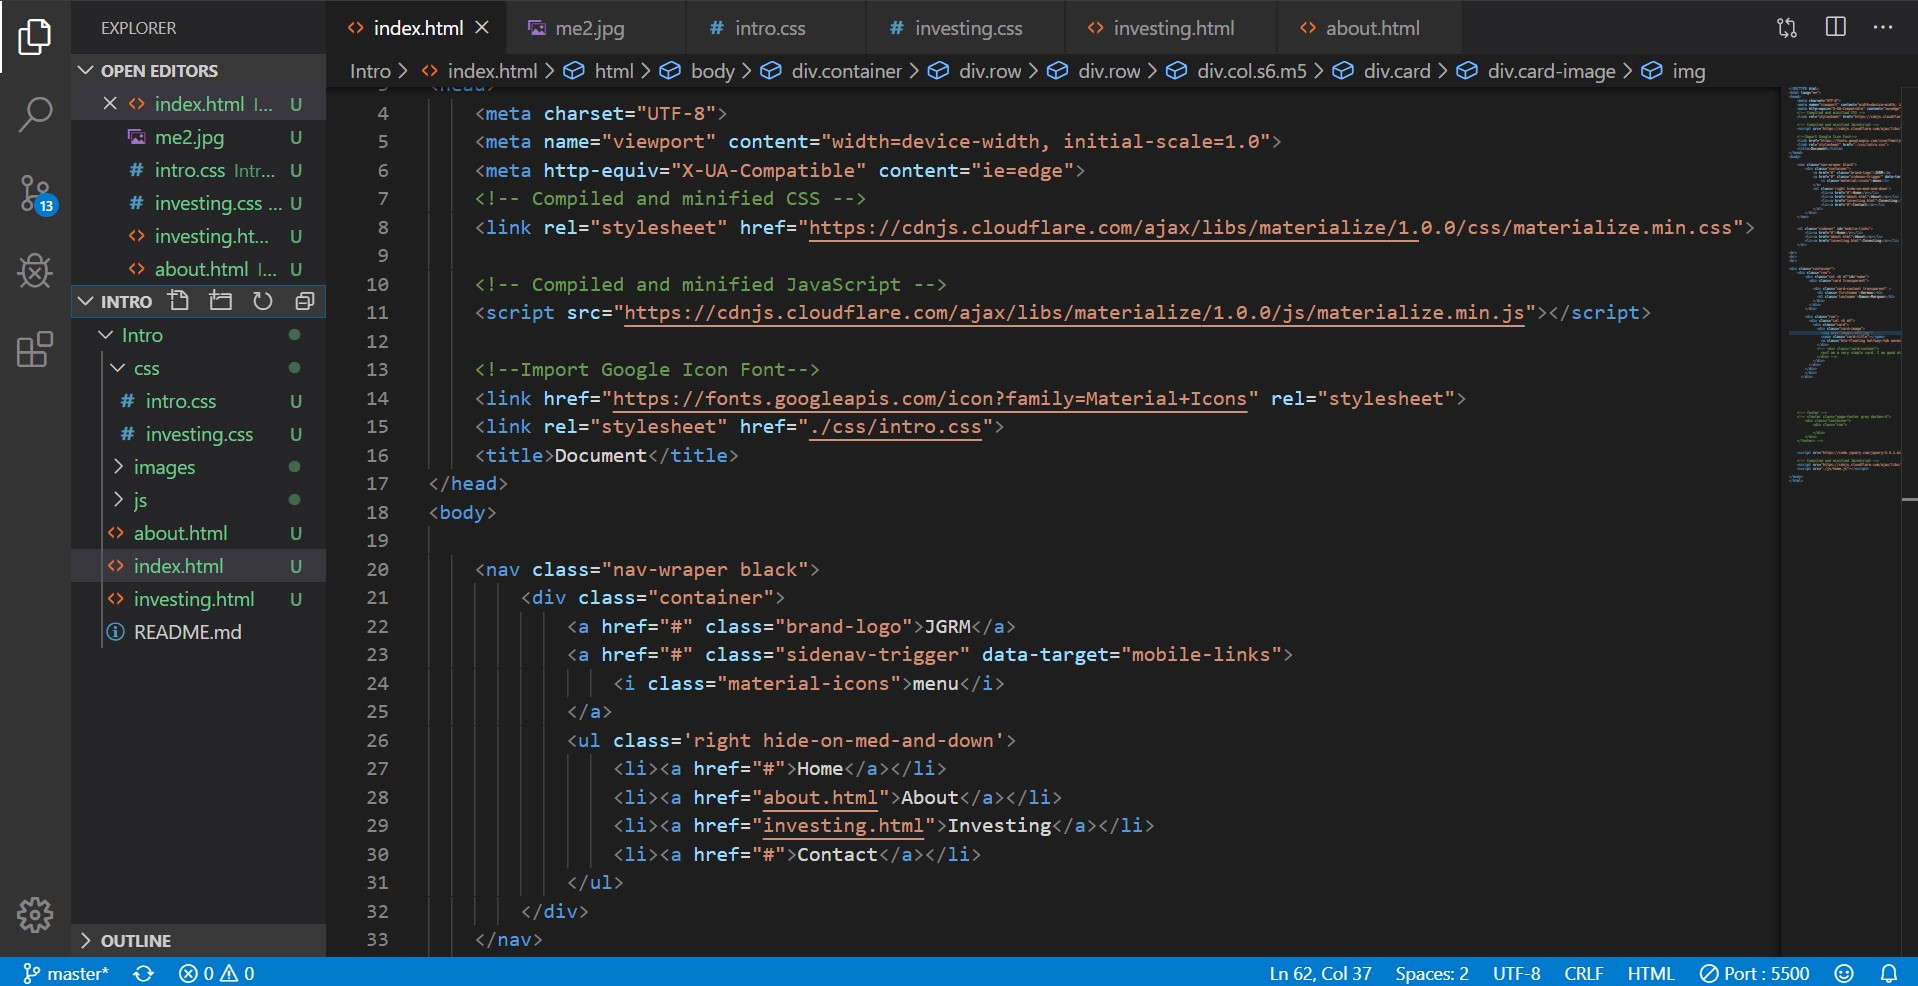 EXPLORER
OPEN EDITORS
index.html I... U
me2.jpg U
intro.css Intr... U
investing.css ... U
investing.ht... U
about.html I... U
INTRO
Intro
css
intro.css U
investing.css U
images
js
about.html U
index.html U
investing.html U
README.md
OUTLINE
13
index.html
me2.jpg
intro.css
investing.css
investing.html
about.html
Intro > index.html > html > body > div.container > div.row > div.row > div.col.s6.m5 > div.card > div.card-image > img
4 <meta charset="UTF-8">
5 <meta name="viewport" content="width=device-width, initial-scale=1.0">
6 <meta http-equiv="X-UA-Compatible" content="ie=edge">
7 <!-- Compiled and minified CSS -->
8 <link rel="stylesheet" href="https://cdnjs.cloudflare.com/ajax/libs/materialize/1.0.0/css/materialize.min.css">
9
10 <!-- Compiled and minified JavaScript -->
11 <script src="https://cdnjs.cloudflare.com/ajax/libs/materialize/1.0.0/js/materialize.min.js"></script>
12
13 <!--Import Google Icon Font-->
14 <link href="https://fonts.googleapis.com/icon?family=Material+Icons" rel="stylesheet">
15 <link rel="stylesheet" href="./css/intro.css">
16 <title>Document</title>
17 </head>
18 <body>
19
20 <nav class="nav-wraper black">
21 <div class="container">
22 <a href="#" class="brand-logo">JGRM</a>
23 <a href="#" class="sidenav-trigger" data-target="mobile-links">
24 <i class="material-icons">menu</i>
25 </a>
26 <ul class='right hide-on-med-and-down'>
27 <li><a href="#">Home</a></li>
28 <li><a href="about.html">About</a></li>
29 <li><a href="investing.html">Investing</a></li>
30 <li><a href="#">Contact</a></li>
31 </ul>
32 </div>
33 </nav>
master* 0 0 Ln 62, Col 37 Spaces: 2 UTF-8 CRLF HTML Port : 5500